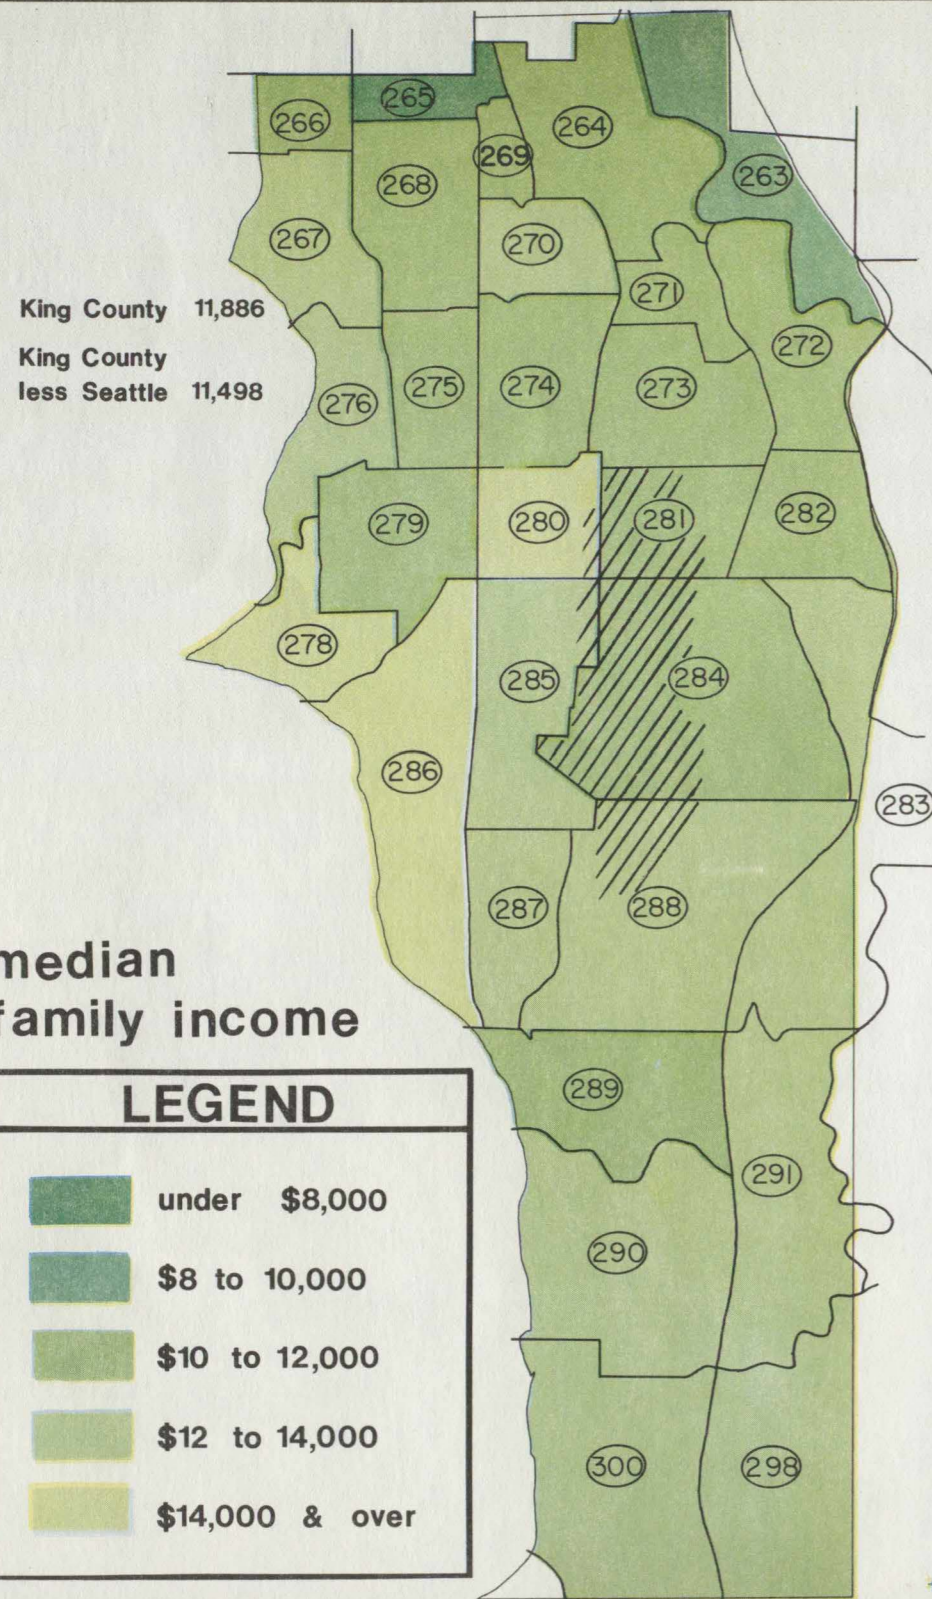 265
266
264
269
263
268
267
270
271
King County 11,886
King County
less Seattle 11,498
272
275
274
273
276
279
280
281
282
278
285
284
286
283
287
288
median
family income
LEGEND
289
291
under $8,000
290
$8 to 10,000
$10 to 12,000
$12 to 14,000
300
298
$14,000 & over